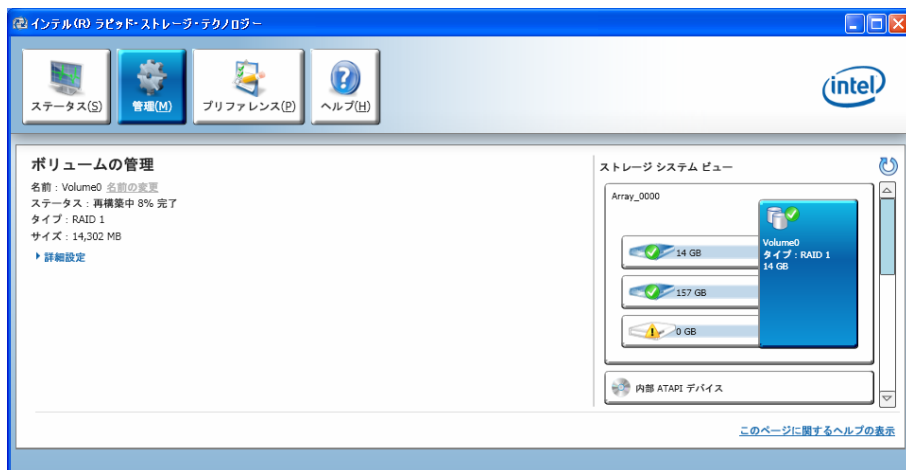 インテル(R) ラピッド・ストレージ・テクノロジー
ステータス(S)
管理(M)
プリファレンス(P)
ヘルプ(H)
intel
ボリュームの管理
名前 : Volume0 名前の変更
ステータス : 再構築中 8% 完了
タイプ : RAID 1
サイズ : 14,302 MB
詳細設定
ストレージ システム ビュー
Array_0000
14 GB
157 GB
0 GB
Volume0
タイプ : RAID 1
14 GB
内部 ATAPI デバイス
このページに関するヘルプの表示